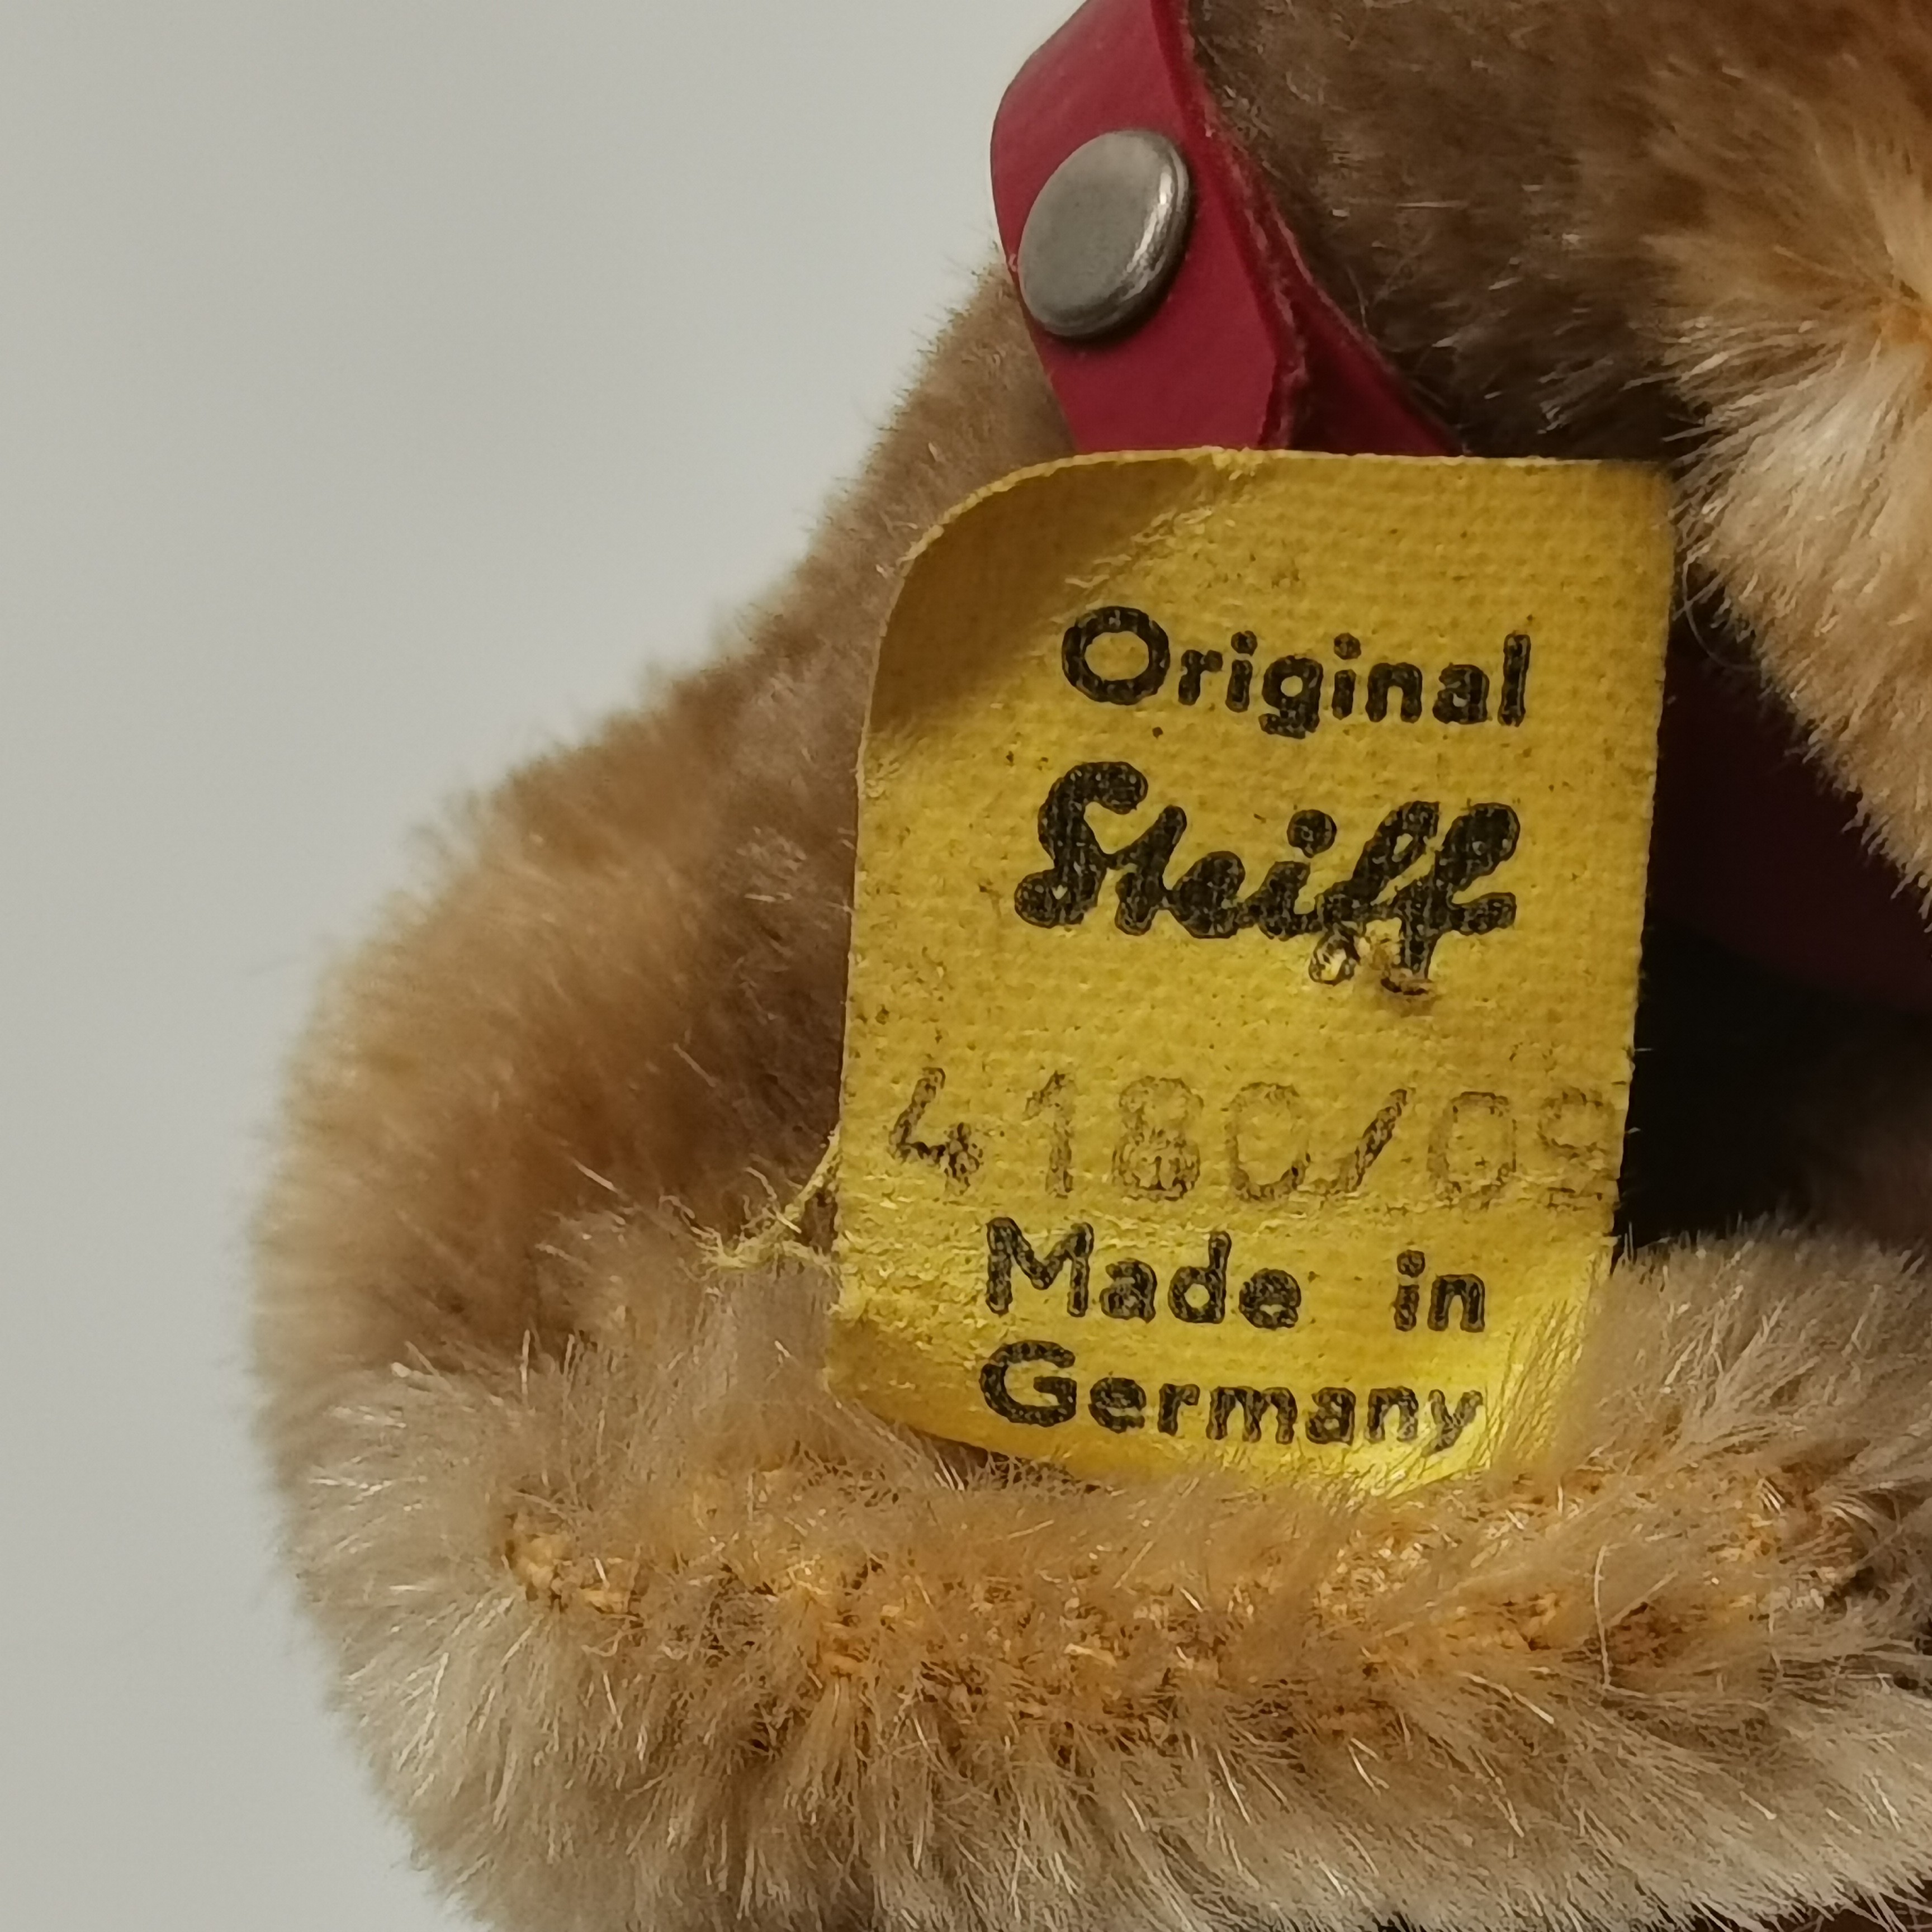 Original
Steiff
4180/09
Made in
Germany